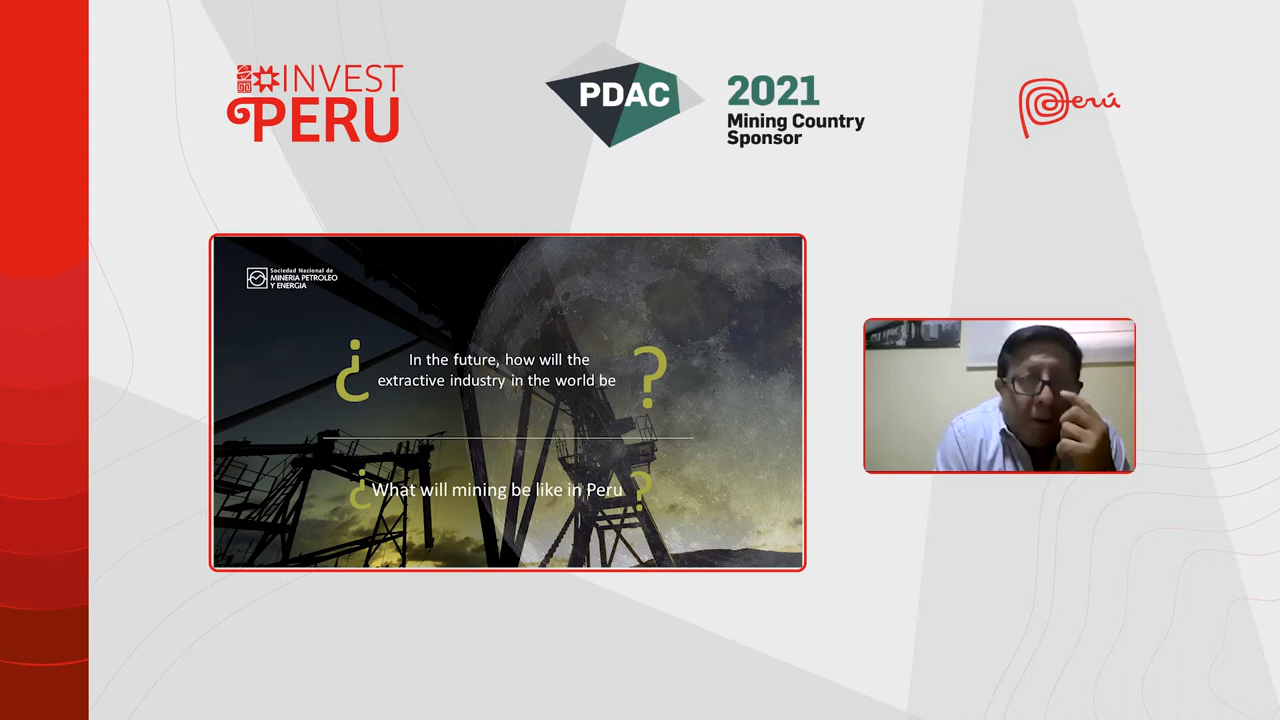 INVEST
PERU
PDAC
2021
Mining Country
Sponsor
Perú
Sociedad Nacional de
MINERIA PETROLEO
Y ENERGIA
¿ In the future, how will the
extractive industry in the world be ?
¿What will mining be like in Peru?